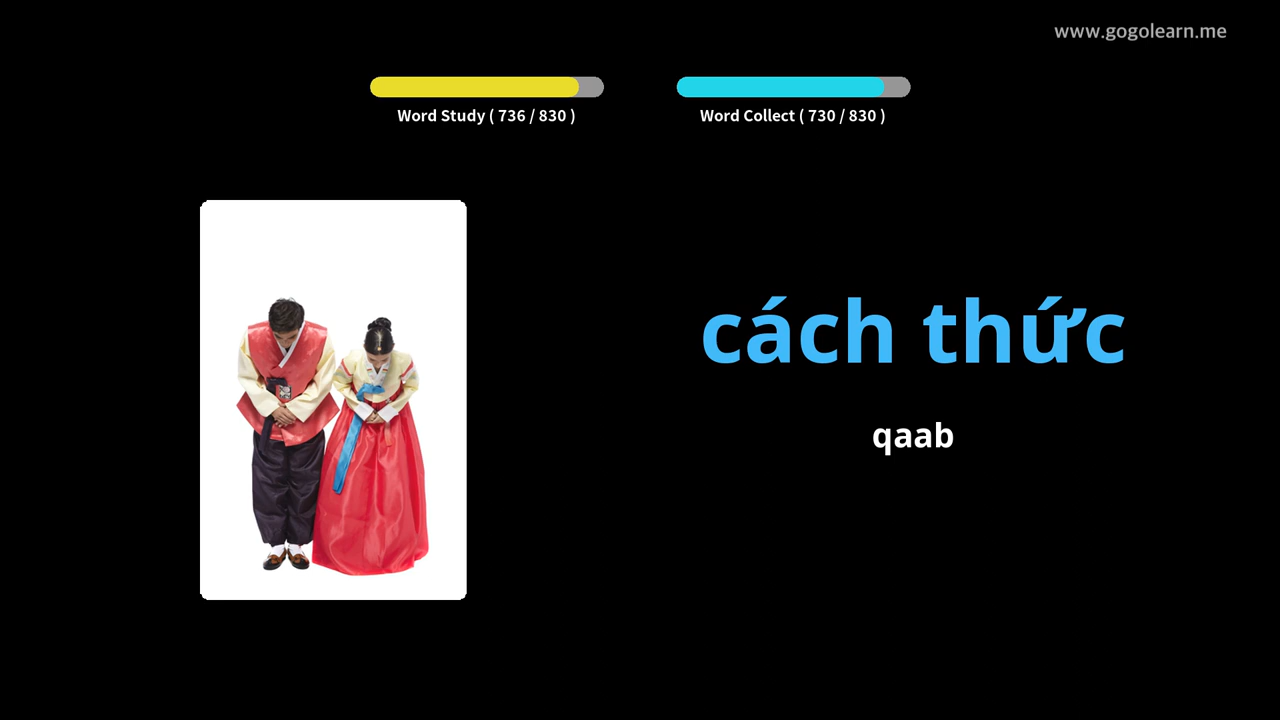 www.gogolearn.me
Word Study ( 736 / 830 )
Word Collect ( 730 / 830 )
cách thức
qaab